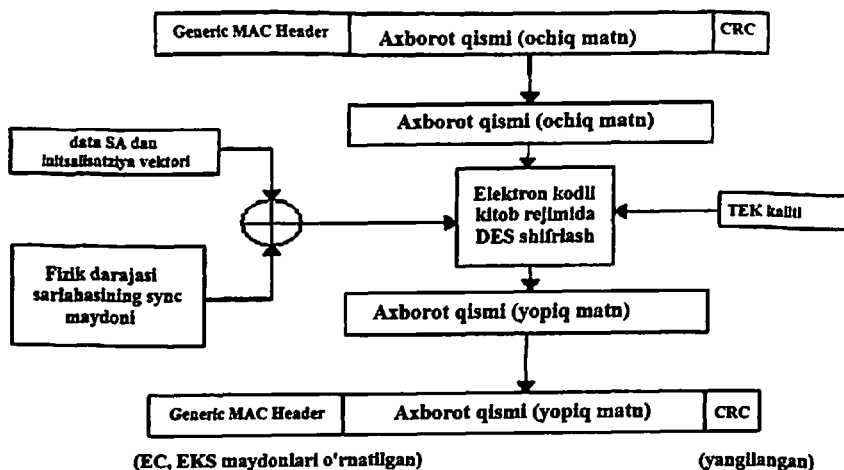 Generic MAC Header
Axborot qismi (ochiq matn)
CRC
Axborot qismi (ochiq matn)
data SA dan
initsalisatziya vektori
Elektron kodli
kitob rejimida
DES shifrlash
TEK kaliti
Fizik darajasi
sarlahasining sync
maydoni
Axborot qismi (yopiq matn)
Generic MAC Header
Axborot qismi (yopiq matn)
CRC
(EC, EKS maydonlari o'rnatilgan)
(yangilangan)